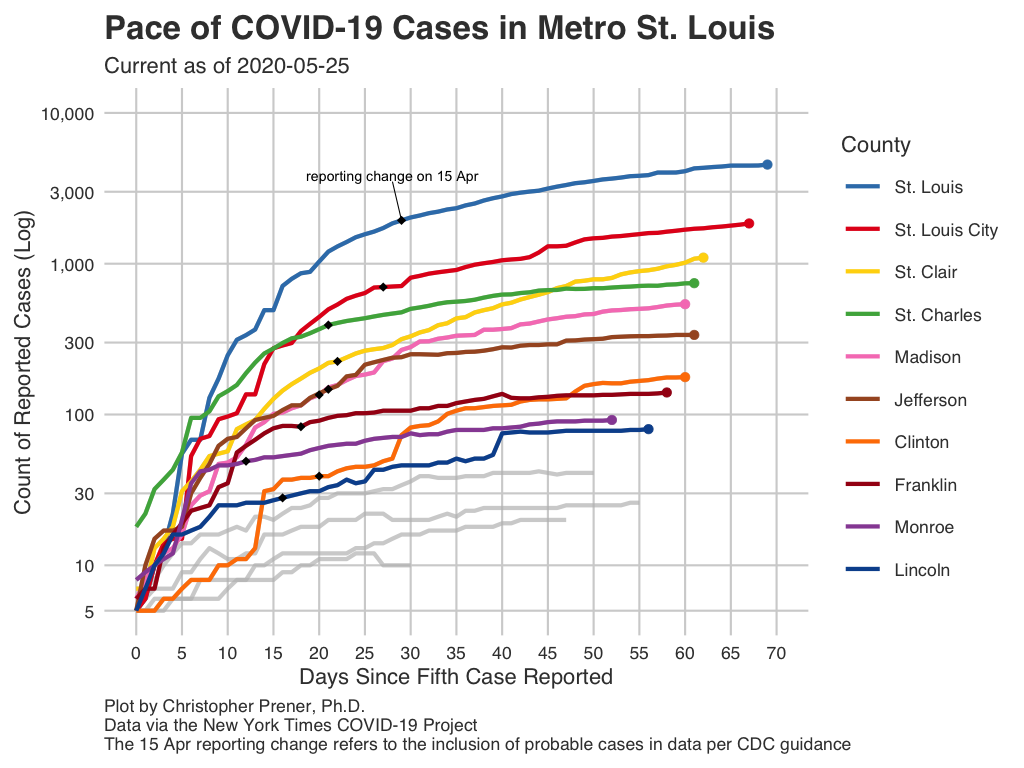 Pace of COVID-19 Cases in Metro St. Louis
Current as of 2020-05-25
Count of Reported Cases (Log)
10,000
3,000
1,000
300
100
30
10
5
reporting change on 15 Apr
0 5 10 15 20 25 30 35 40 45 50 55 60 65 70
Days Since Fifth Case Reported
County
St. Louis
St. Louis City
St. Clair
St. Charles
Madison
Jefferson
Clinton
Franklin
Monroe
Lincoln
Plot by Christopher Prener, Ph.D.
Data via the New York Times COVID-19 Project
The 15 Apr reporting change refers to the inclusion of probable cases in data per CDC guidance